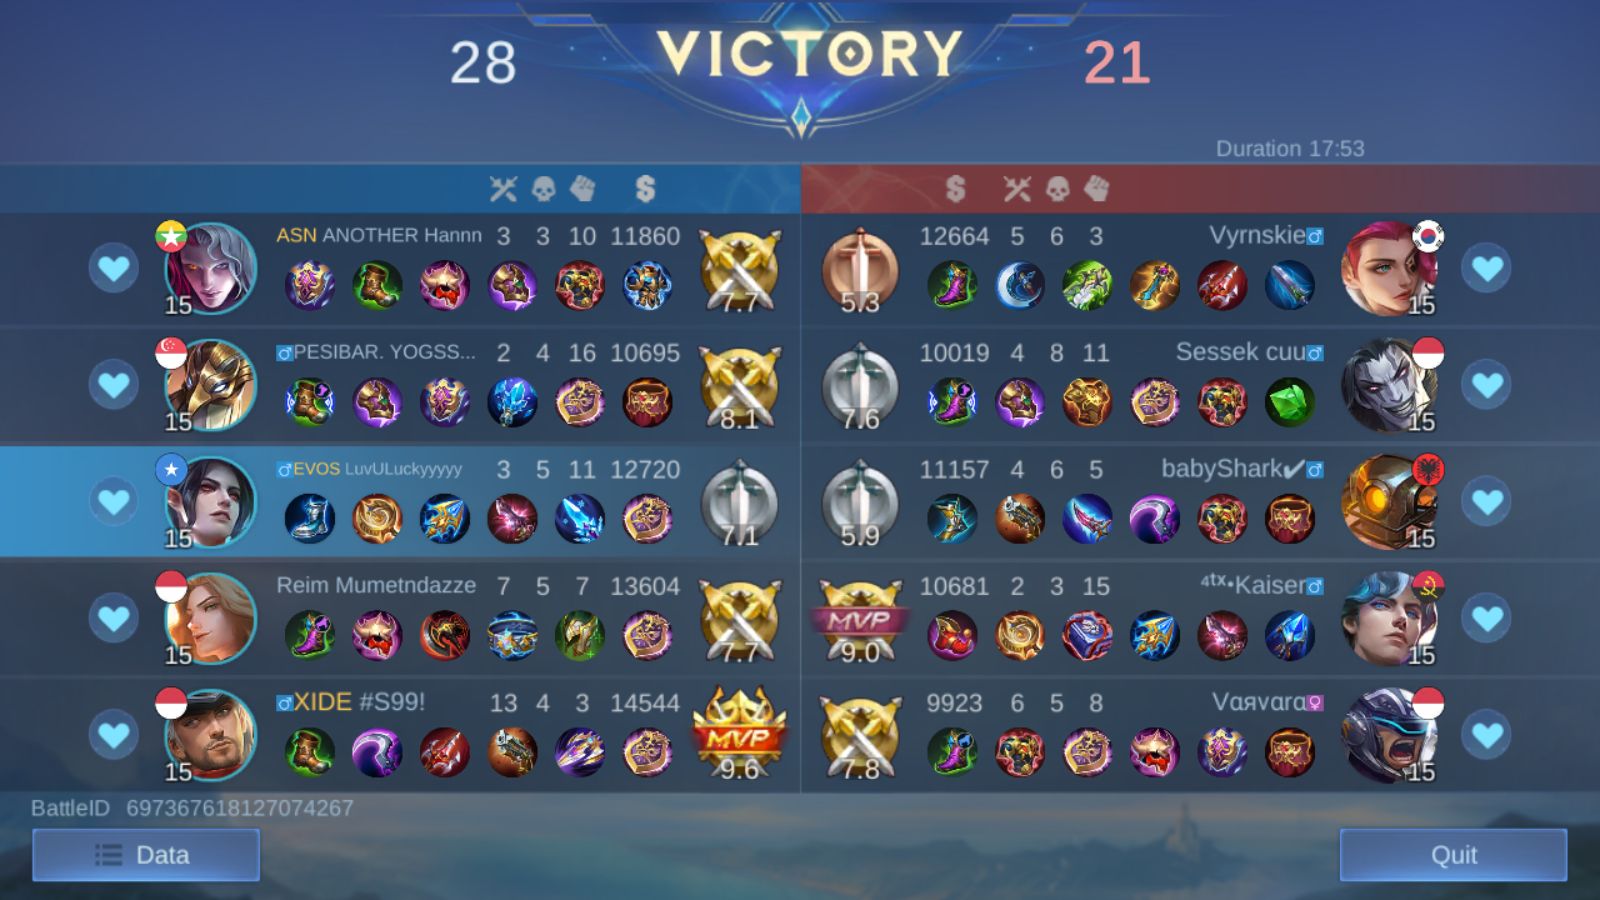 28 VICTORY 21
Duration 17:53
ASN ANOTHER Hannn 3 3 10 11860 7.7 15
5.3 12664 5 6 3 Vyrnskie 15
PESIBAR. YOGSS... 2 4 16 10695 8.1 15
7.6 10019 4 8 11 Sessek cuu 15
EVOS LuvULuckyyyyy 3 5 11 12720 7.1 15
5.9 11157 4 6 5 babyShark✔ 15
Reim Mumetndazze 7 5 7 13604 7.7 15
MVP 9.0 10681 2 3 15 ⁴ᵗˣ•Kaiser 15
XIDE #S99! 13 4 3 14544 MVP 9.6 15
7.8 9923 6 5 8 Vαяvαrα 15
BattleID 697367618127074267
Data
Quit